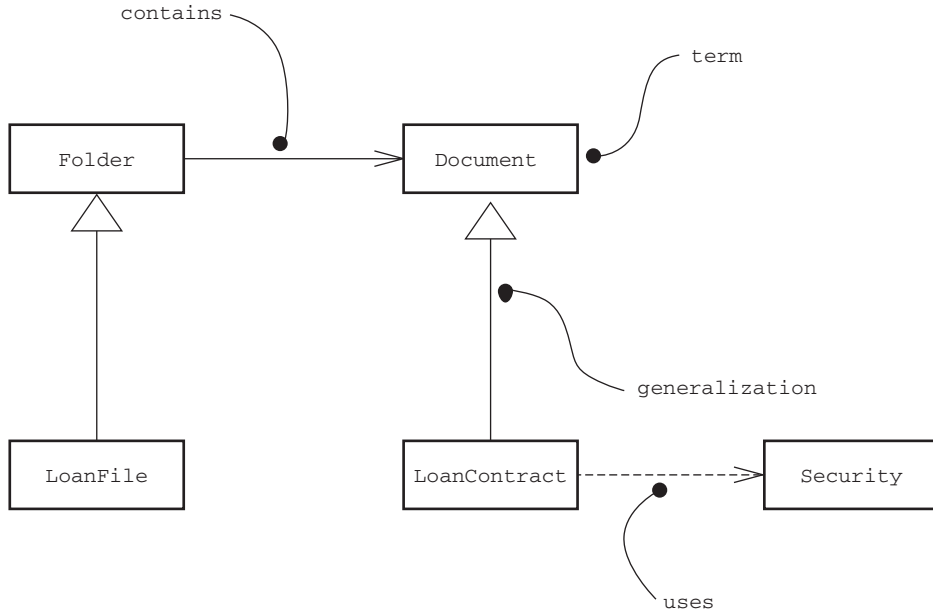 contains
term
Folder
Document
generalization
LoanFile
LoanContract
Security
uses